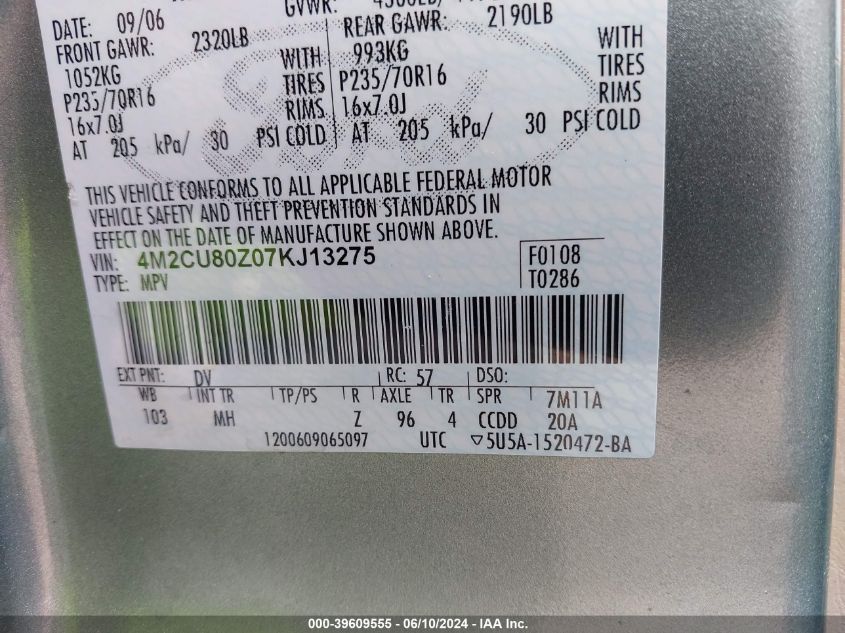 DATE: 09/06
GVWR:
FRONT GAWR: 2320LB
REAR GAWR: 2190LB
1052KG WITH
993KG WITH
P235/70R16 TIRES
P235/70R16 TIRES
16x7.0J RIMS
16x7.0J RIMS
AT 205 kPa/ 30 PSI COLD
AT 205 kPa/ 30 PSI COLD
Ford
THIS VEHICLE CONFORMS TO ALL APPLICABLE FEDERAL MOTOR
VEHICLE SAFETY AND THEFT PREVENTION STANDARDS IN
EFFECT ON THE DATE OF MANUFACTURE SHOWN ABOVE.
VIN: 4M2CU80Z07KJ13275 F0108
TYPE: MPV T0286
EXT PNT: DV RC: 57 DSO:
WB INT TR TP/PS R AXLE TR SPR 7M11A
103 MH Z 96 4 CCDD 20A
1200609065097 UTC ▽5U5A-1520472-BA
000-39609555 - 06/10/2024 - IAA Inc.